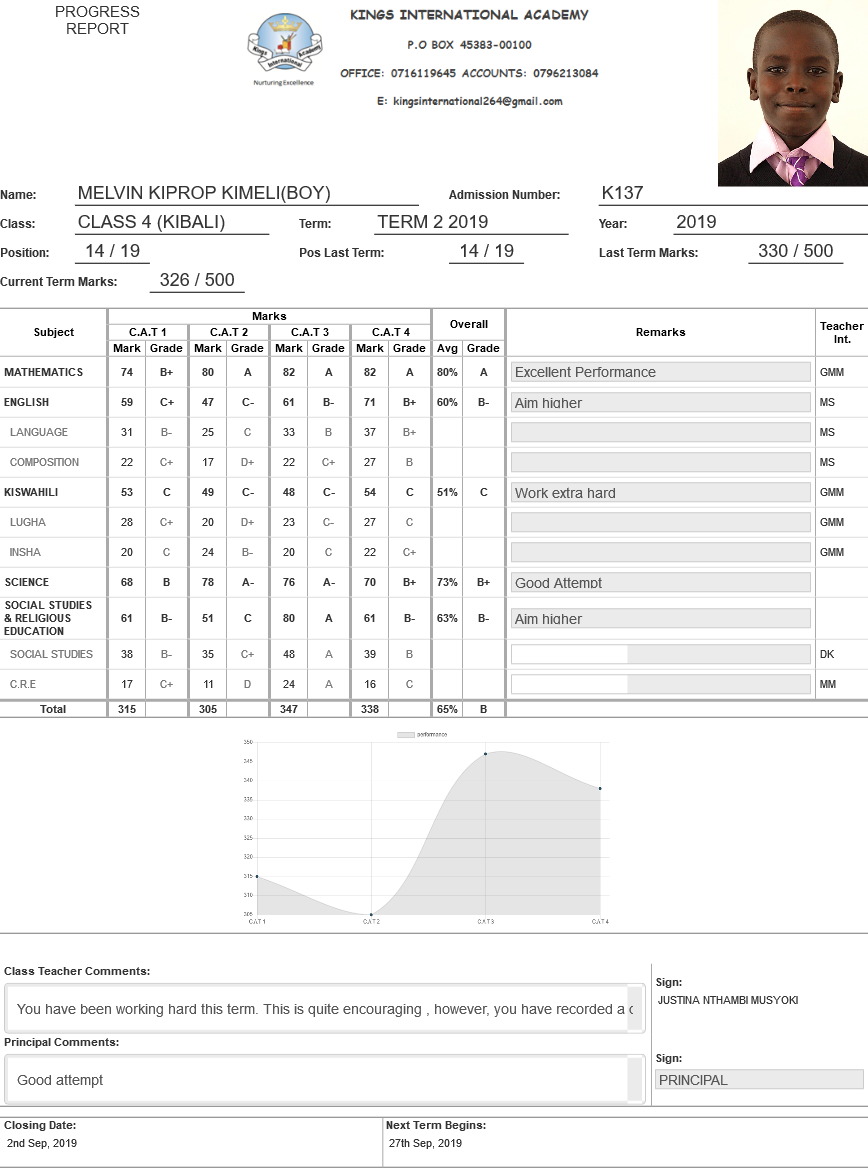 PROGRESS
REPORT
Kings Academy
International
Nurturing Excellence
KINGS INTERNATIONAL ACADEMY
P.O BOX 45383-00100
OFFICE: 0716119645 ACCOUNTS: 0796213084
E: kingsinternational264@gmail.com
Name: MELVIN KIPROP KIMELI(BOY) Admission Number: K137
Class: CLASS 4 (KIBALI) Term: TERM 2 2019 Year: 2019
Position: 14 / 19 Pos Last Term: 14 / 19 Last Term Marks: 330 / 500
Current Term Marks: 326 / 500
Subject Marks Overall Remarks Teacher Int.
C.A.T 1 C.A.T 2 C.A.T 3 C.A.T 4
Mark Grade Mark Grade Mark Grade Mark Grade Avg Grade
MATHEMATICS 74 B+ 80 A 82 A 82 A 80% A Excellent Performance GMM
ENGLISH 59 C+ 47 C- 61 B- 71 B+ 60% B- Aim higher MS
LANGUAGE 31 B- 25 C 33 B 37 B+ MS
COMPOSITION 22 C+ 17 D+ 22 C+ 27 B MS
KISWAHILI 53 C 49 C- 48 C- 54 C 51% C Work extra hard GMM
LUGHA 28 C+ 20 D+ 23 C- 27 C GMM
INSHA 20 C 24 B- 20 C 22 C+ GMM
SCIENCE 68 B 78 A- 76 A- 70 B+ 73% B+ Good Attempt
SOCIAL STUDIES
& RELIGIOUS
EDUCATION 61 B- 51 C 80 A 61 B- 63% B- Aim higher
SOCIAL STUDIES 38 B- 35 C+ 48 A 39 B DK
C.R.E 17 C+ 11 D 24 A 16 C MM
Total 315 305 347 338 65% B
performance
350
345
340
335
330
325
320
315
310
305
CAT1 CAT2 CAT3 CAT4
Class Teacher Comments:
You have been working hard this term. This is quite encouraging , however, you have recorded a
Sign:
JUSTINA NTHAMBI MUSYOKI
Principal Comments:
Good attempt
Sign:
PRINCIPAL
Closing Date: Next Term Begins:
2nd Sep, 2019 27th Sep, 2019